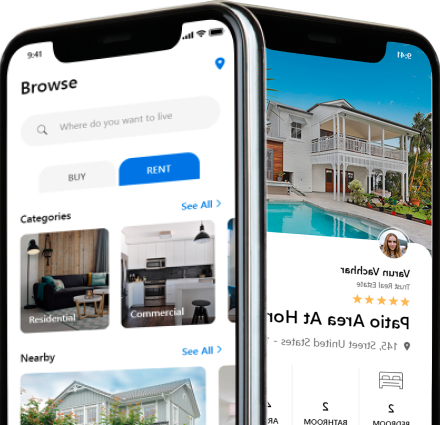 9:41
Browse
Where do you want to live
BUY
RENT
Categories
See All
Residential
Commercial
Nearby
See All
9:41
Varun Vachhar
Trust Real Estate
Patio Area At Hor
145, Street United States -
2
BEDROOM
2
BATHROOM
2
AR